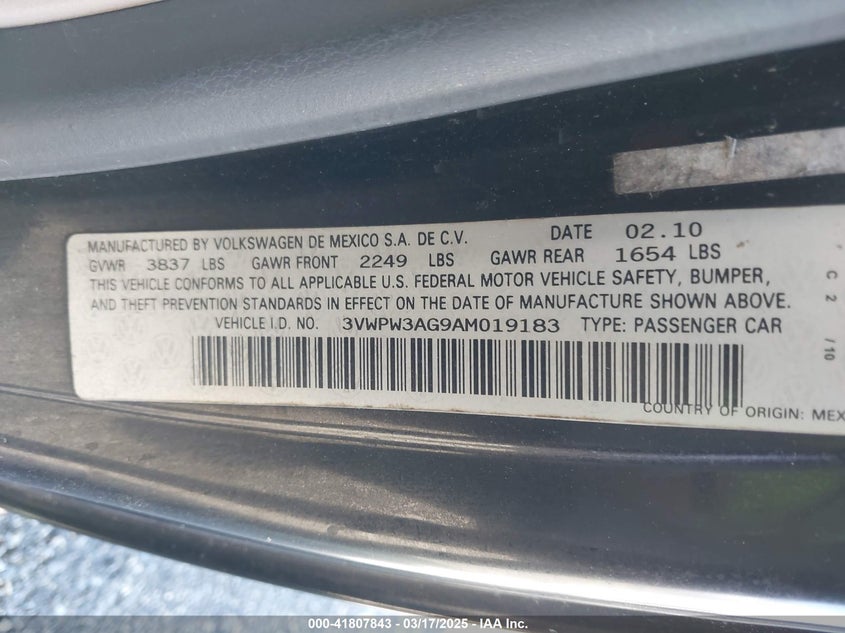 MANUFACTURED BY VOLKSWAGEN DE MEXICO S.A. DE C.V. DATE 02.10
GVWR 3837 LBS GAWR FRONT 2249 LBS GAWR REAR 1654 LBS
THIS VEHICLE CONFORMS TO ALL APPLICABLE U.S. FEDERAL MOTOR VEHICLE SAFETY, BUMPER,
AND THEFT PREVENTION STANDARDS IN EFFECT ON THE DATE OF MANUFACTURE SHOWN ABOVE.
VEHICLE I.D. NO. 3VWPW3AG9AM019183 TYPE: PASSENGER CAR
COUNTRY OF ORIGIN: MEX
C 2 /10
000-41807843 - 03/17/2025 - IAAI Inc.